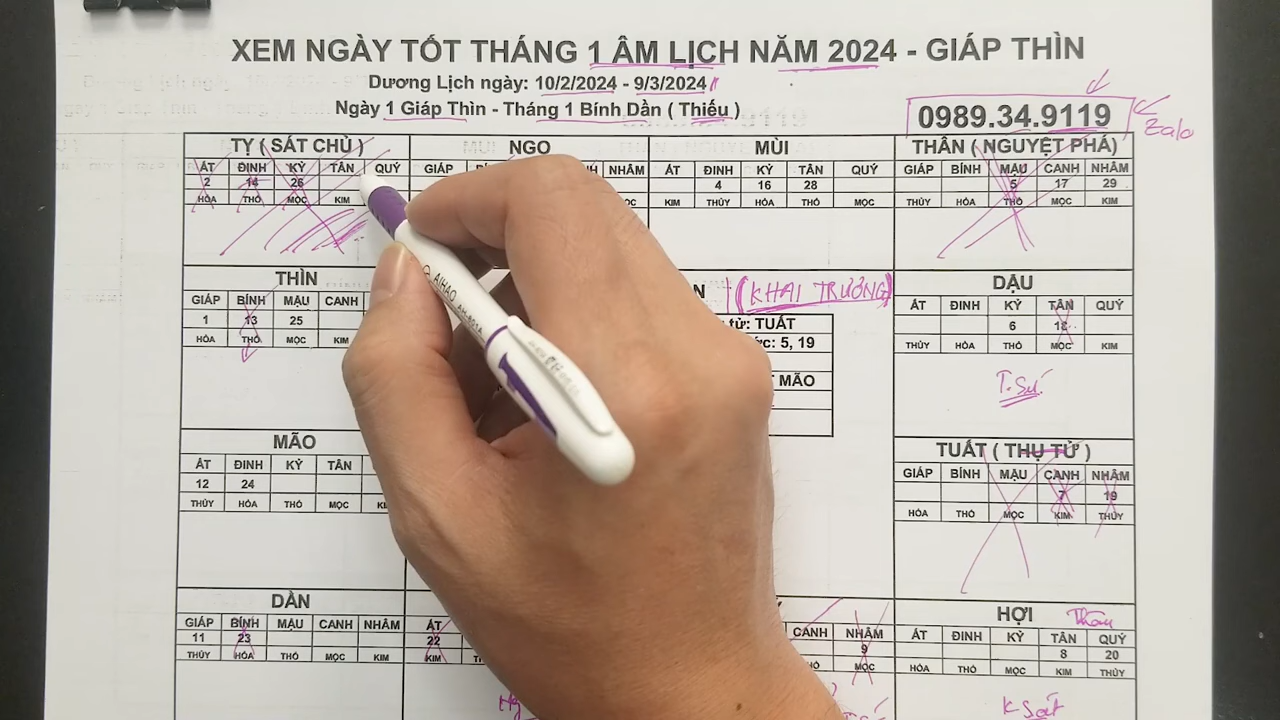 XEM NGÀY TỐT THÁNG 1 ÂM LỊCH NĂM 2024 - GIÁP THÌN
Dương Lịch ngày: 10/2/2024 - 9/3/2024
Ngày 1 Giáp Thìn - Tháng 1 Bính Dần ( Thiếu )
0989.34.9119
Zalo
TỴ ( SÁT CHỦ )
ẤT ĐINH KỶ TÂN QUÝ
2 14 26
HỎA THỔ MỘC KIM
NGỌ
GIÁP NHÂM
MÙI
ẤT ĐINH KỶ TÂN QUÝ
4 16 28
KIM THỦY HỎA THỔ MỘC
THÂN ( NGUYỆT PHÁ)
GIÁP BÍNH MẬU CANH NHÂM
5 17 29
THỦY HỎA THỔ MỘC KIM
THÌN
GIÁP BÍNH MẬU CANH
1 13 25
HỎA THỔ MỘC KIM
(KHAI TRƯƠNG)
từ: TUẤT
5, 19
MÃO
DẬU
ẤT ĐINH KỶ TÂN QUÝ
6 18
THỦY HỎA THỔ MỘC KIM
T.Sứ
MÃO
ẤT ĐINH KỶ TÂN
12 24
THỦY HỎA THỔ MỘC KIM
TUẤT ( THỤ TỬ )
GIÁP BÍNH MẬU CANH NHÂM
7 19
HỎA THỔ MỘC KIM THỦY
DẦN
GIÁP BÍNH MẬU CANH NHÂM
11 23
THỦY HỎA THỔ MỘC KIM
ẤT
22
KIM
CANH NHÂM
9
MỘC
HỢI
ẤT ĐINH KỶ TÂN QUÝ
8 20
HỎA THỔ MỘC KIM THỦY
K Sát